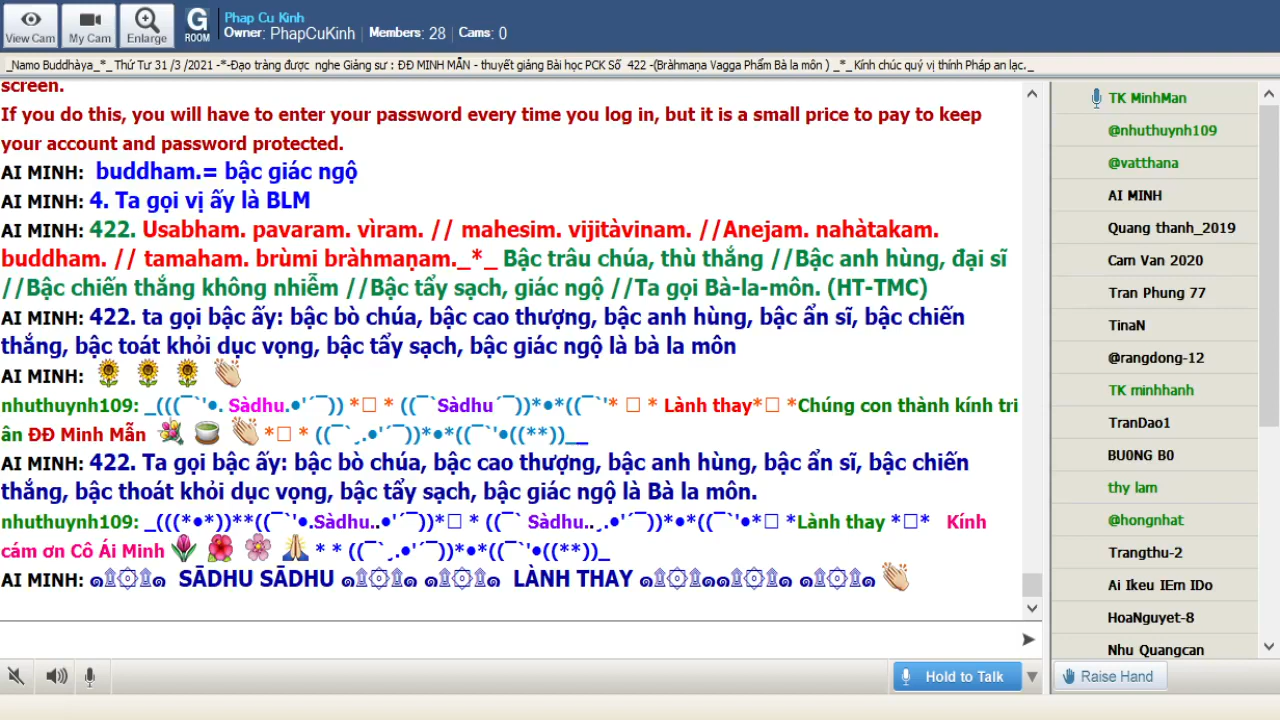 View Cam
My Cam
Enlarge
G
ROOM
Phap Cu Kinh
Owner: PhapCuKinh | Members: 28 | Cams: 0
_Namo Buddhàya_*_ Thứ Tư 31 /3 /2021 -*-Đạo tràng được nghe Giảng sư : ĐĐ MINH MẪN - thuyết giảng Bài học PCK Số 422 -(Bràhmaṇa Vagga Phẩm Bà la môn ) _*_ Kính chúc quý vị thính Pháp an lạc._
screen.
If you do this, you will have to enter your password every time you log in, but it is a small price to pay to keep
your account and password protected.
AI MINH: buddham.= bậc giác ngộ
AI MINH: 4. Ta gọi vị ấy là BLM
AI MINH: 422. Usabham. pavaram. vìram. // mahesim. vijitàvinam. //Anejam. nahàtakam.
buddham. // tamaham. brùmi bràhmaṇam._*_ Bậc trâu chúa, thù thắng //Bậc anh hùng, đại sĩ
//Bậc chiến thắng không nhiễm //Bậc tẩy sạch, giác ngộ //Ta gọi Bà-la-môn. (HT-TMC)
AI MINH: 422. ta gọi bậc ấy: bậc bò chúa, bậc cao thượng, bậc anh hùng, bậc ẩn sĩ, bậc chiến
thắng, bậc toát khỏi dục vọng, bậc tẩy sạch, bậc giác ngộ là bà la môn
AI MINH: 🌻 🌻 🌻 👏
nhuthuynh109: _(((¯`'•. Sàdhu.•'´¯)) *□ * ((¯`Sàdhu´¯))*•*((¯`'* □ * Lành thay*□ *Chúng con thành kính tri
ân ĐĐ Minh Mẫn 💐 🍵 👏 *□ * ((¯`¸.•'´¯))*•*((¯`'•((**))__
AI MINH: 422. Ta gọi bậc ấy: bậc bò chúa, bậc cao thượng, bậc anh hùng, bậc ẩn sĩ, bậc chiến
thắng, bậc thoát khỏi dục vọng, bậc tẩy sạch, bậc giác ngộ là Bà la môn.
nhuthuynh109: _(((*•*))**((¯`'•.Sàdhu..•'´¯))*□ * ((¯` Sàdhu..¸.•'´¯))*•*((¯`'•*□ *Lành thay *□* Kính
cám ơn Cô Ái Minh 🌷 🌺 🌸 🙏 * * ((¯`¸.•'´¯))*•*((¯`'•((**))_
AI MINH: ๑۩۞۩๑ SĀDHU SĀDHU ๑۩۞۩๑ ๑۩۞۩๑ LÀNH THAY ๑۩۞۩๑๑۩۞۩๑ ๑۩۞۩๑ 👏
Hold to Talk
TK MinhMan
@nhuthuynh109
@vatthana
AI MINH
Quang thanh_2019
Cam Van 2020
Tran Phung 77
TinaN
@rangdong-12
TK minhhanh
TranDao1
BU0NG B0
thy lam
@hongnhat
Trangthu-2
Ai Ikeu IEm IDo
HoaNguyet-8
Nhu Quangcan
Raise Hand